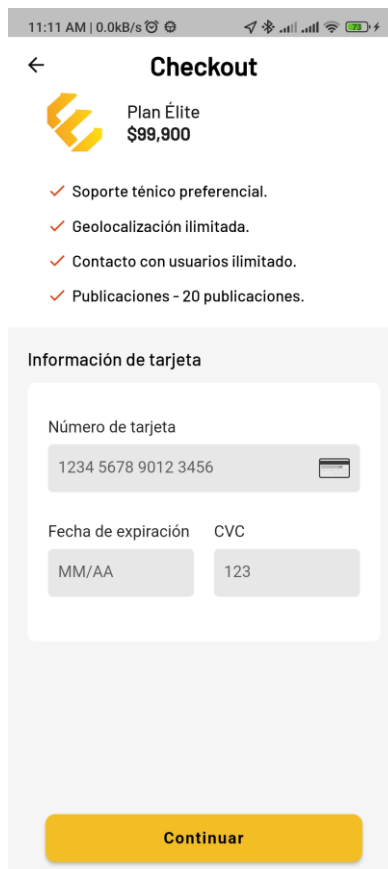 11:11 AM | 0.0kB/s 73
Checkout
Plan Élite
$99,900
Soporte ténico preferencial.
Geolocalización ilimitada.
Contacto con usuarios ilimitado.
Publicaciones - 20 publicaciones.
Información de tarjeta
Número de tarjeta
1234 5678 9012 3456
Fecha de expiración CVC
MM/AA 123
Continuar